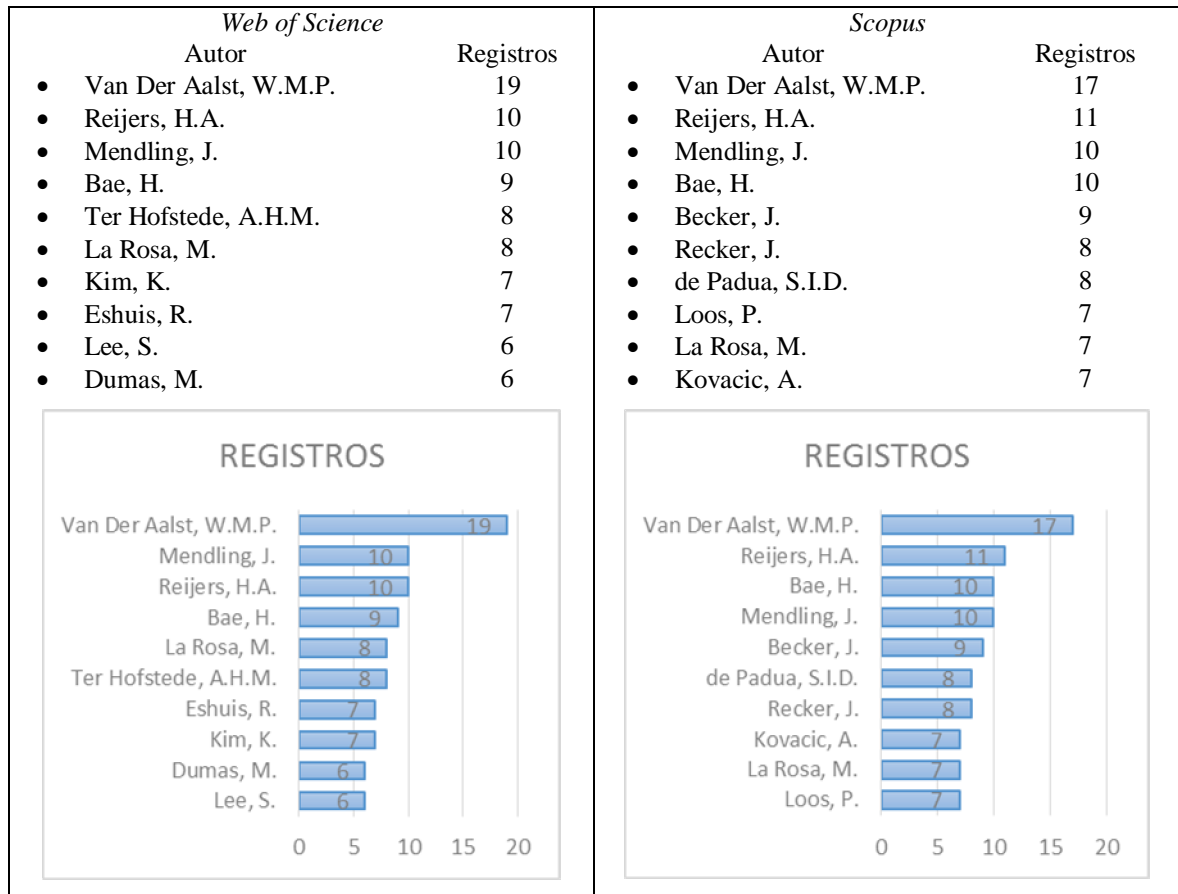 Web of Science
Autor Registros
• Van Der Aalst, W.M.P. 19
• Reijers, H.A. 10
• Mendling, J. 10
• Bae, H. 9
• Ter Hofstede, A.H.M. 8
• La Rosa, M. 8
• Kim, K. 7
• Eshuis, R. 7
• Lee, S. 6
• Dumas, M. 6
REGISTROS
Van Der Aalst, W.M.P. 19
Mendling, J. 10
Reijers, H.A. 10
Bae, H. 9
La Rosa, M. 8
Ter Hofstede, A.H.M. 8
Eshuis, R. 7
Kim, K. 7
Dumas, M. 6
Lee, S. 6
0 5 10 15 20
Scopus
Autor Registros
• Van Der Aalst, W.M.P. 17
• Reijers, H.A. 11
• Mendling, J. 10
• Bae, H. 10
• Becker, J. 9
• Recker, J. 8
• de Padua, S.I.D. 8
• Loos, P. 7
• La Rosa, M. 7
• Kovacic, A. 7
REGISTROS
Van Der Aalst, W.M.P. 17
Reijers, H.A. 11
Bae, H. 10
Mendling, J. 10
Becker, J. 9
de Padua, S.I.D. 8
Recker, J. 8
Kovacic, A. 7
La Rosa, M. 7
Loos, P. 7
0 5 10 15 20